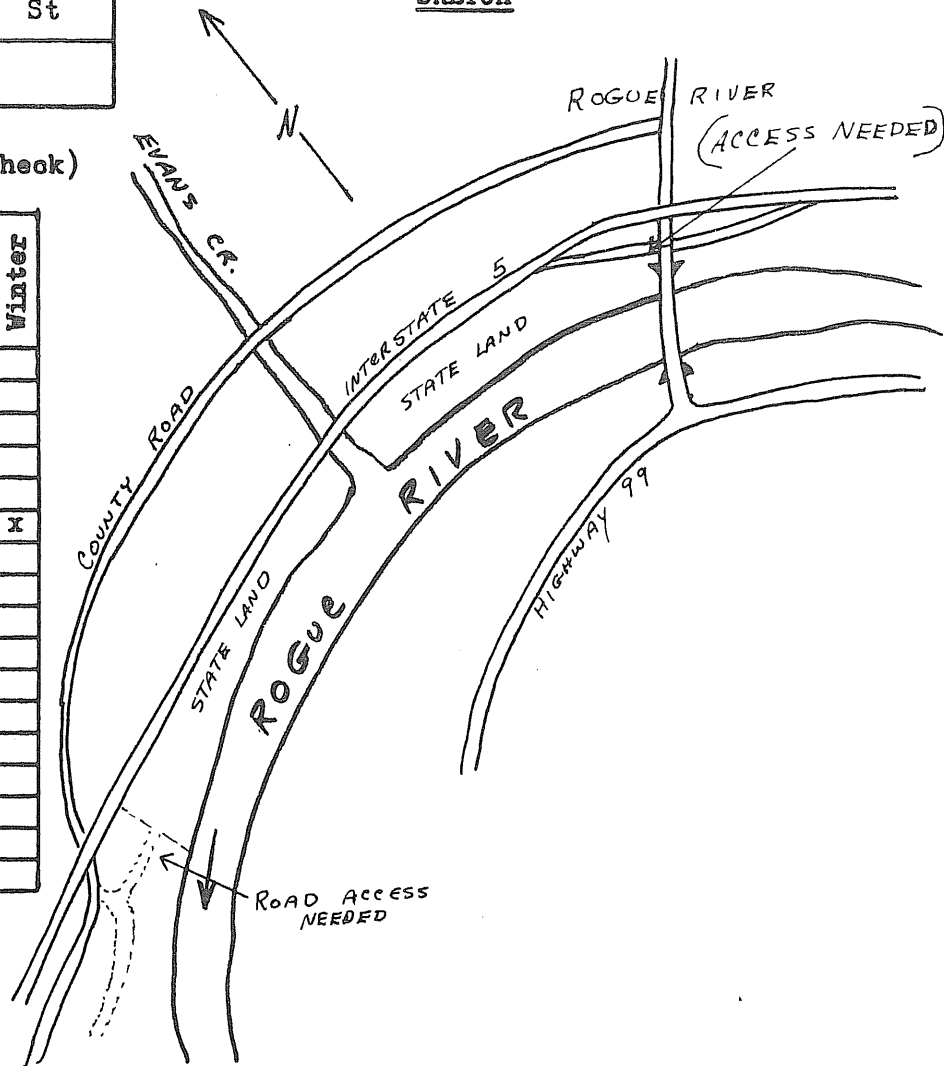 St
heck)
Winter
X
N
ROGUE RIVER
(ACCESS NEEDED)
EVANS CR.
INTERSTATE 5
STATE LAND
COUNTY ROAD
ROGUE RIVER
HIGHWAY 99
STATE LAND
ROAD ACCESS
NEEDED